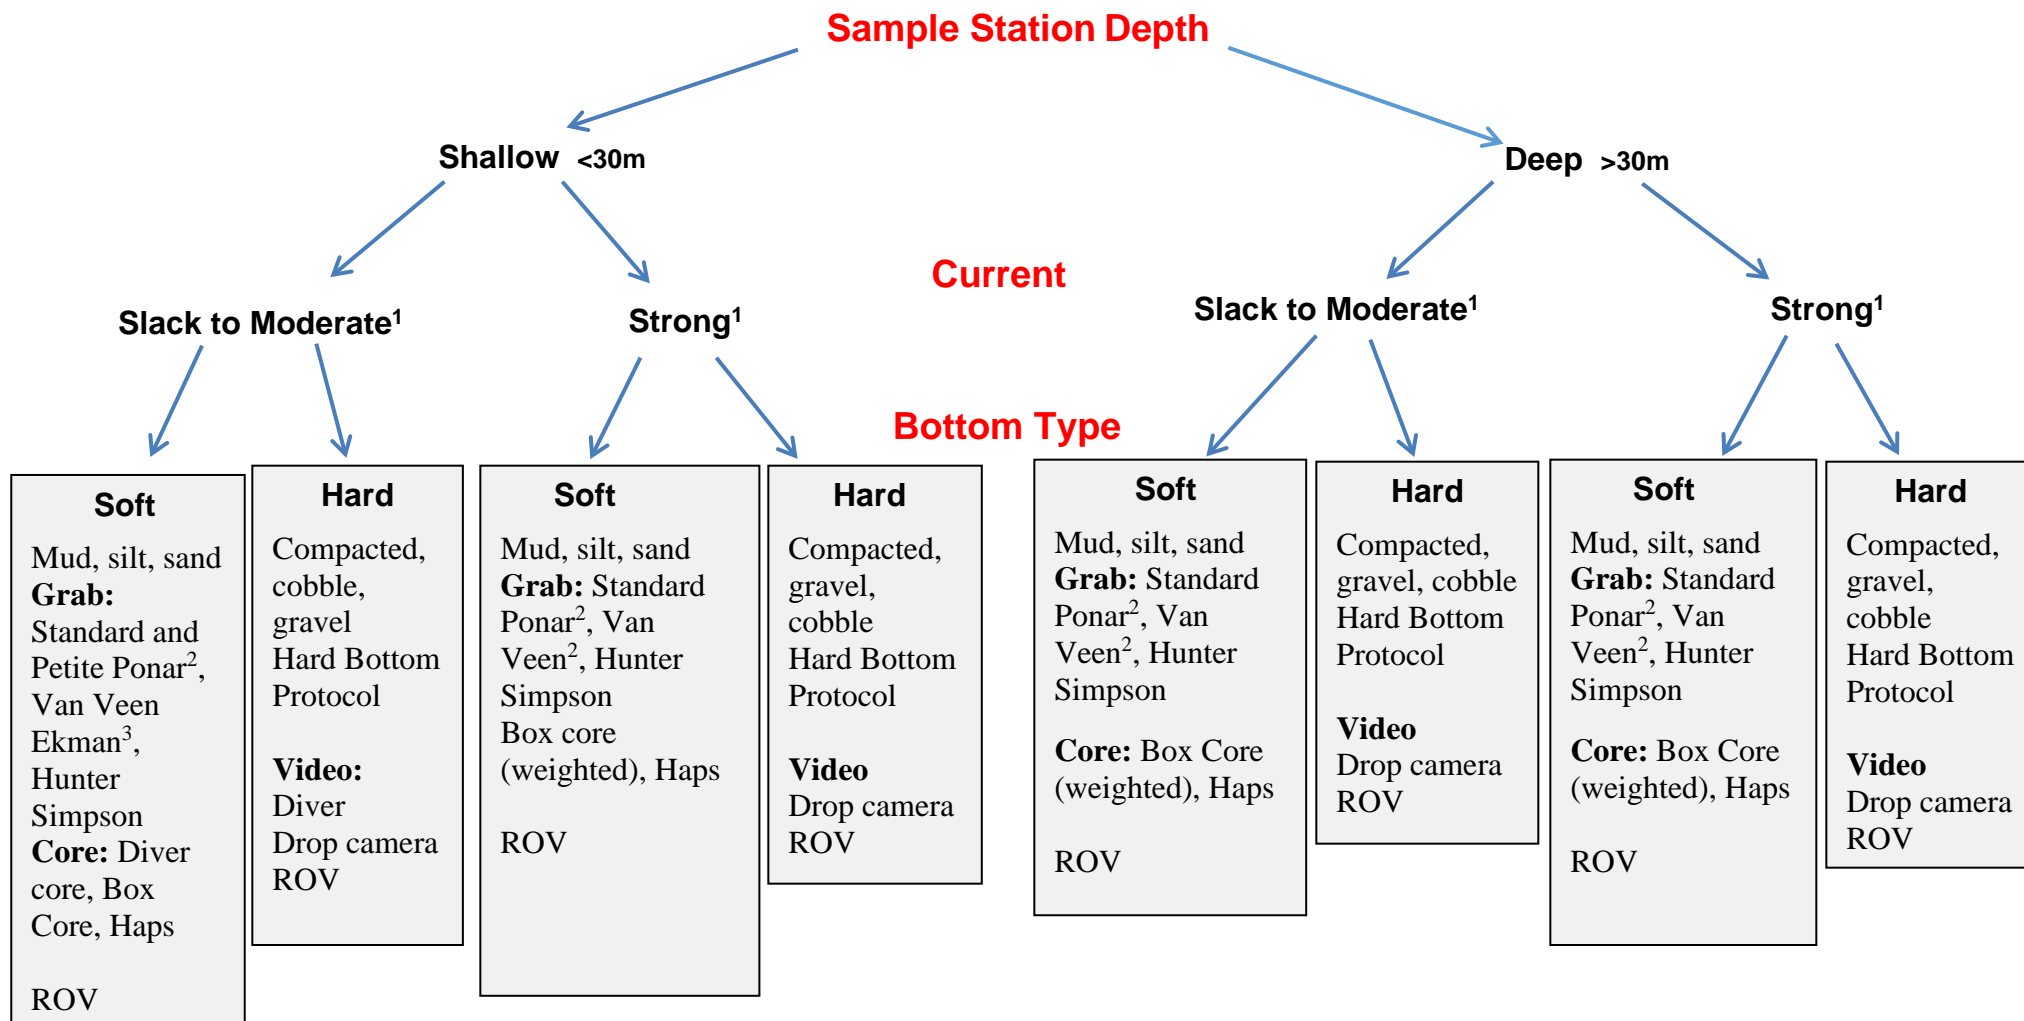 Sample Station Depth
Shallow <30m
Deep >30m
Current
Slack to Moderate¹
Strong¹
Slack to Moderate¹
Strong¹
Bottom Type
Soft
Mud, silt, sand
Grab:
Standard and
Petite Ponar²,
Van Veen
Ekman³,
Hunter
Simpson
Core: Diver
core, Box
Core, Haps
ROV
Hard
Compacted,
cobble,
gravel
Hard Bottom
Protocol
Video:
Diver
Drop camera
ROV
Soft
Mud, silt, sand
Grab: Standard
Ponar², Van
Veen², Hunter
Simpson
Box core
(weighted), Haps
ROV
Hard
Compacted,
gravel,
cobble
Hard Bottom
Protocol
Video
Drop camera
ROV
Soft
Mud, silt, sand
Grab: Standard
Ponar², Van
Veen², Hunter
Simpson
Core: Box Core
(weighted), Haps
ROV
Hard
Compacted,
gravel, cobble
Hard Bottom
Protocol
Video
Drop camera
ROV
Soft
Mud, silt, sand
Grab: Standard
Ponar², Van
Veen², Hunter
Simpson
Core: Box Core
(weighted), Haps
ROV
Hard
Compacted,
gravel,
cobble
Hard Bottom
Protocol
Video
Drop camera
ROV